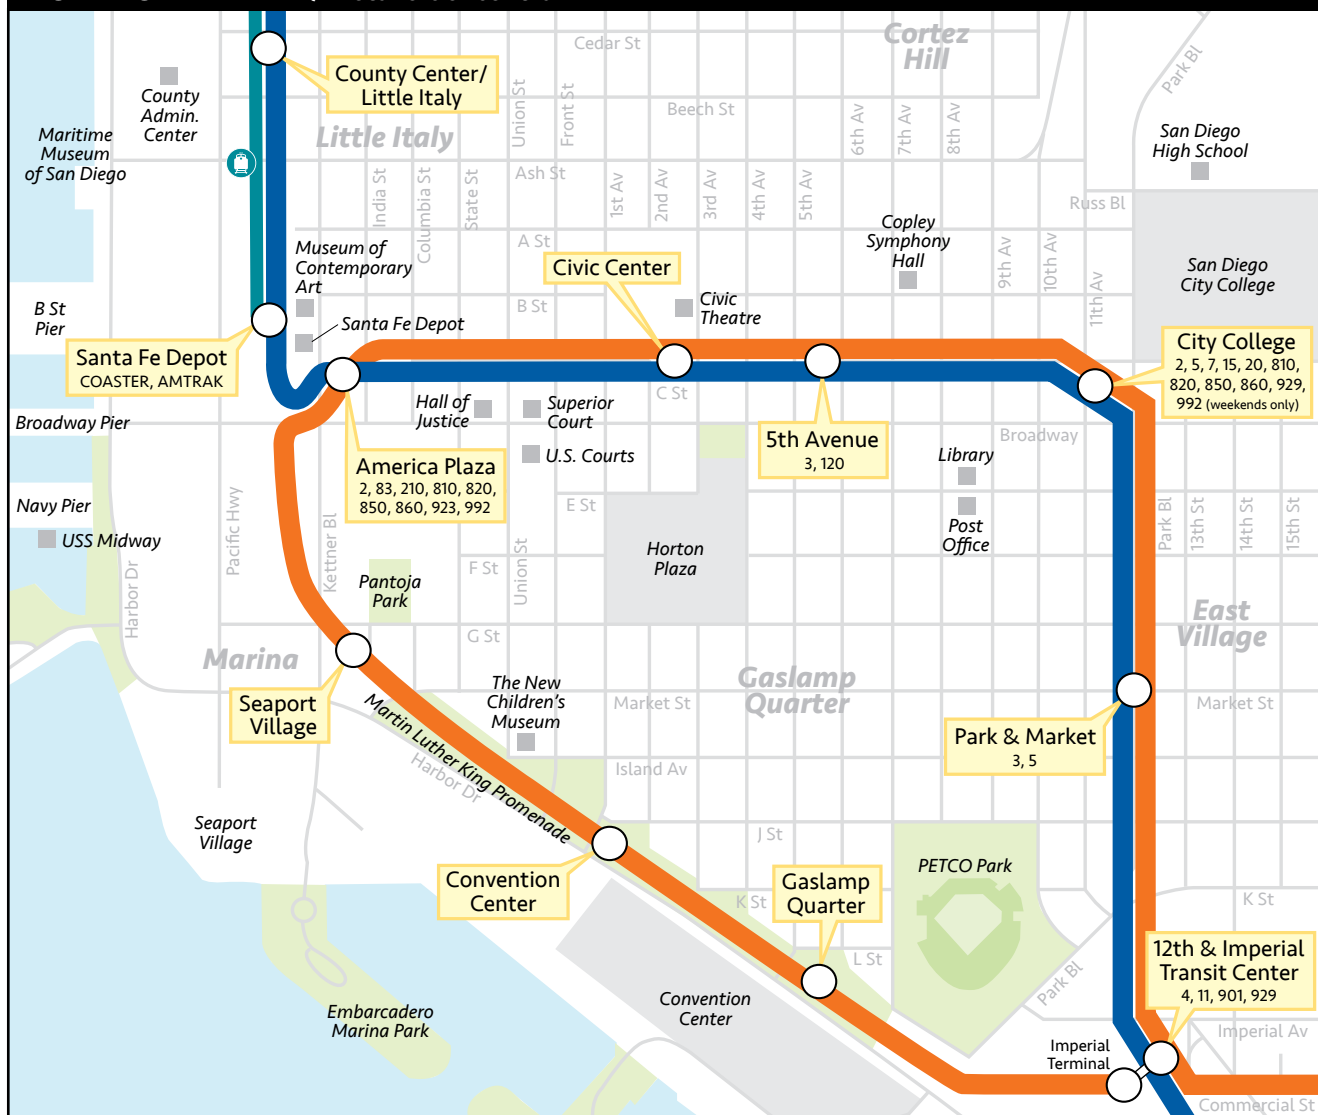 Cedar St
Cortez
Hill
Park Bl
County Center/
Little Italy
County
Admin.
Center
Union St
Front St
Beech St
6th Av
7th Av
8th Av
Maritime
Museum
of San Diego
Little Italy
San Diego
High School
Ash St
India St
Columbia St
State St
1st Av
2nd Av
3rd Av
4th Av
5th Av
Russ Bl
Copley
Symphony
Hall
Museum of
Contemporary
Art
A St
Civic Center
9th Av
10th Av
11th Av
San Diego
City College
B St
Pier
B St
Civic
Theatre
Santa Fe Depot
Santa Fe Depot
COASTER, AMTRAK
City College
2, 5, 7, 15, 20, 810,
820, 850, 860, 929,
992 (weekends only)
C St
Hall of
Justice
Superior
Court
Broadway Pier
5th Avenue
3, 120
Broadway
U.S. Courts
Library
America Plaza
2, 83, 210, 810, 820,
850, 860, 923, 992
Navy Pier
E St
USS Midway
Pacific Hwy
Kettner Bl
Post
Office
Park Bl
13th St
14th St
15th St
Horton
Plaza
Harbor Dr
Pantoja
Park
F St
Union St
East
Village
G St
Marina
Gaslamp
Quarter
The New
Children's
Museum
Seaport
Village
Market St
Market St
Martin Luther King Promenade
Park & Market
3, 5
Harbor Dr
Island Av
Seaport
Village
J St
PETCO Park
Convention
Center
Gaslamp
Quarter
K St
K St
L St
12th & Imperial
Transit Center
4, 11, 901, 929
Park Bl
Convention
Center
Embarcadero
Marina Park
Imperial Av
Imperial
Terminal
Commercial St